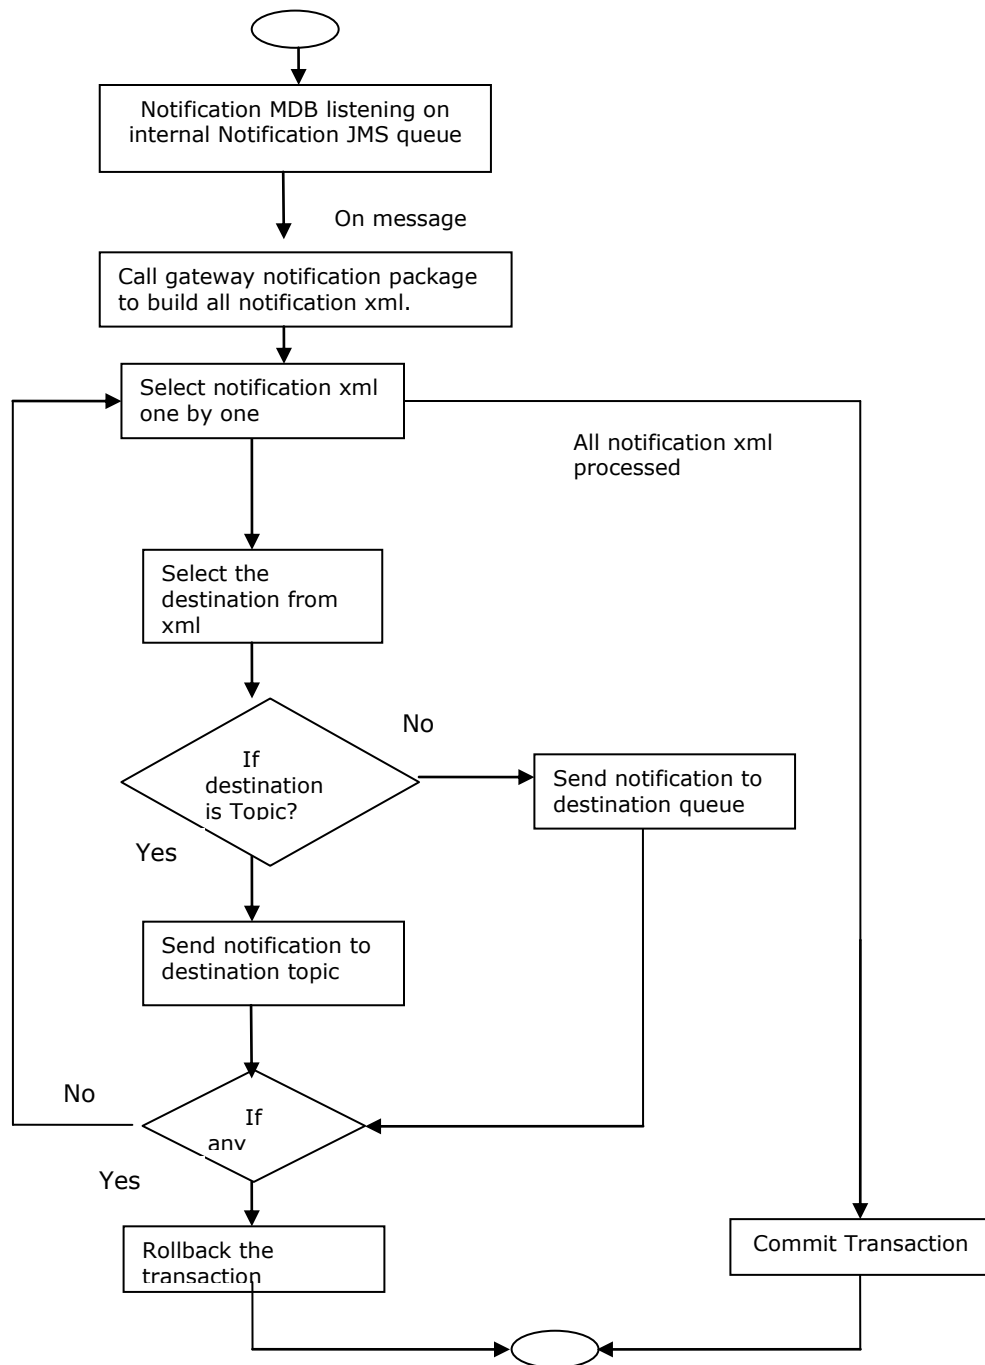 Notification MDB listening on
internal Notification JMS queue
On message
Call gateway notification package
to build all notification xml.
Select notification xml
one by one
All notification xml
processed
Select the
destination from
xml
No
If
destination
is Topic?
Send notification to
destination queue
Yes
Send notification to
destination topic
No
If
any
Yes
Rollback the
transaction
Commit Transaction